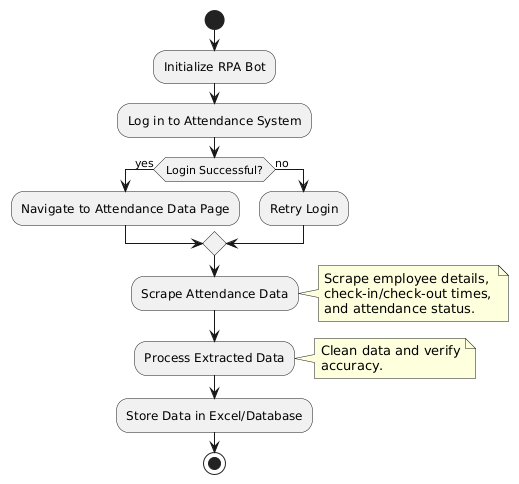 Initialize RPA Bot
Log in to Attendance System
yes
Login Successful?
no
Navigate to Attendance Data Page
Retry Login
Scrape Attendance Data
Scrape employee details,
check-in/check-out times,
and attendance status.
Process Extracted Data
Clean data and verify
accuracy.
Store Data in Excel/Database